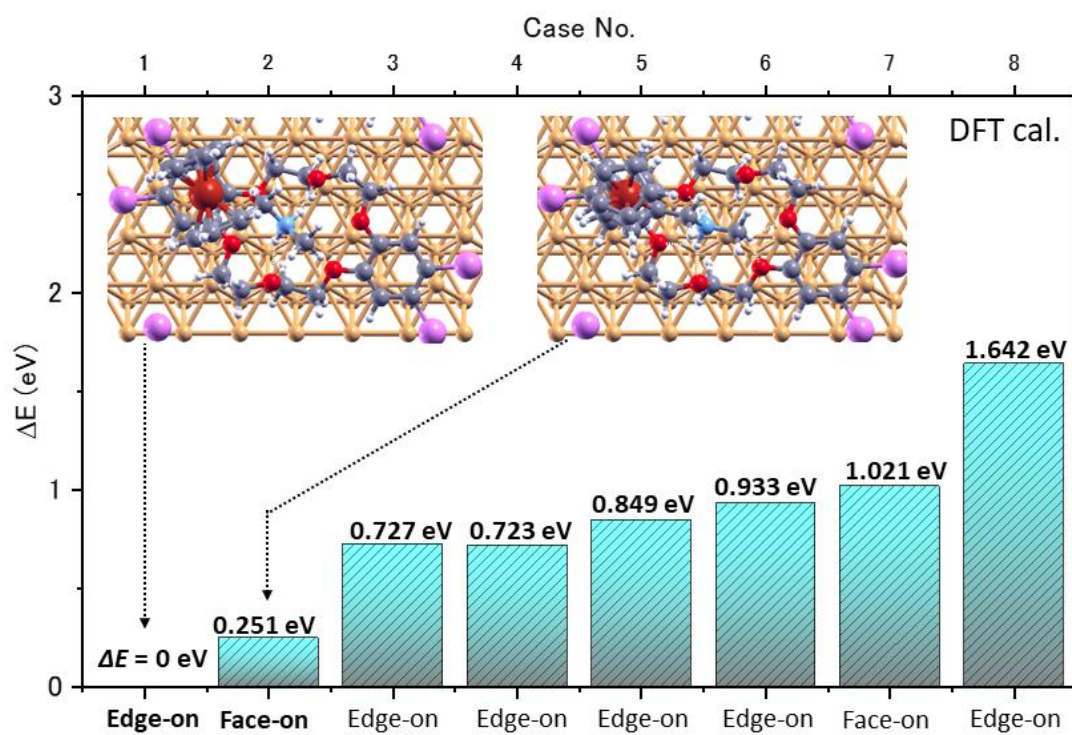 Case No.
1 2 3 4 5 6 7 8
3
DFT cal.
2
1.642 eV
ΔE (eV)
1
1.021 eV
0.933 eV
0.849 eV
0.727 eV 0.723 eV
0.251 eV
ΔE = 0 eV
0
Edge-on Face-on Edge-on Edge-on Edge-on Edge-on Face-on Edge-on